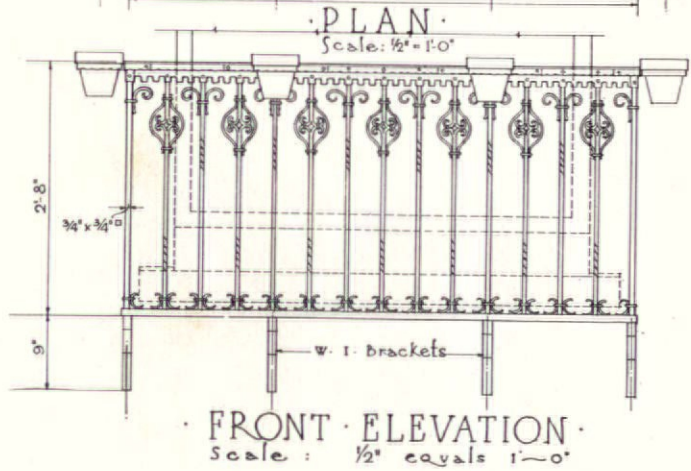 · PLAN ·
Scale: ½" = 1'-0"
2'-8"
¾" x ¾"
9"
W. I. Brackets
· FRONT · ELEVATION ·
Scale : ½" equals 1'-0"